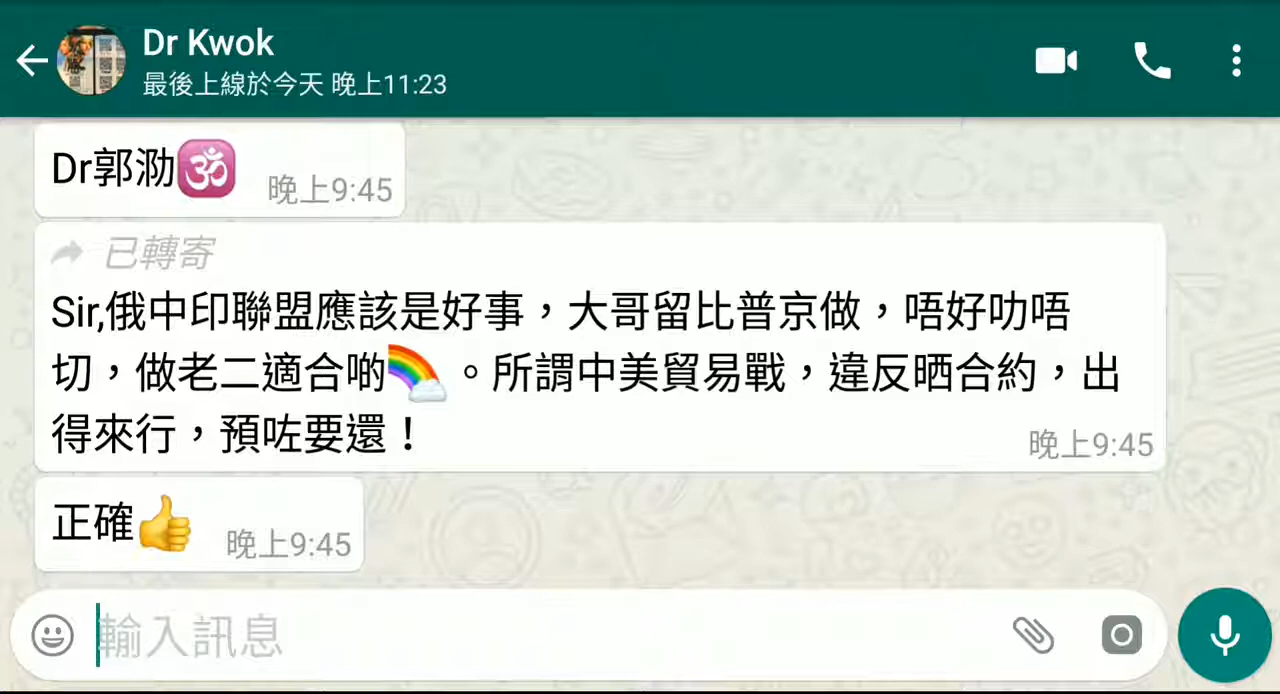 Dr Kwok
最後上線於今天 晚上11:23
Dr郭泐🕉
晚上9:45
已轉寄
Sir,俄中印聯盟應該是好事，大哥留比普京做，唔好叻唔
切，做老二適合啲🌈。所謂中美貿易戰，違反晒合約，出
得來行，預咗要還！
晚上9:45
正確👍
晚上9:45
輸入訊息